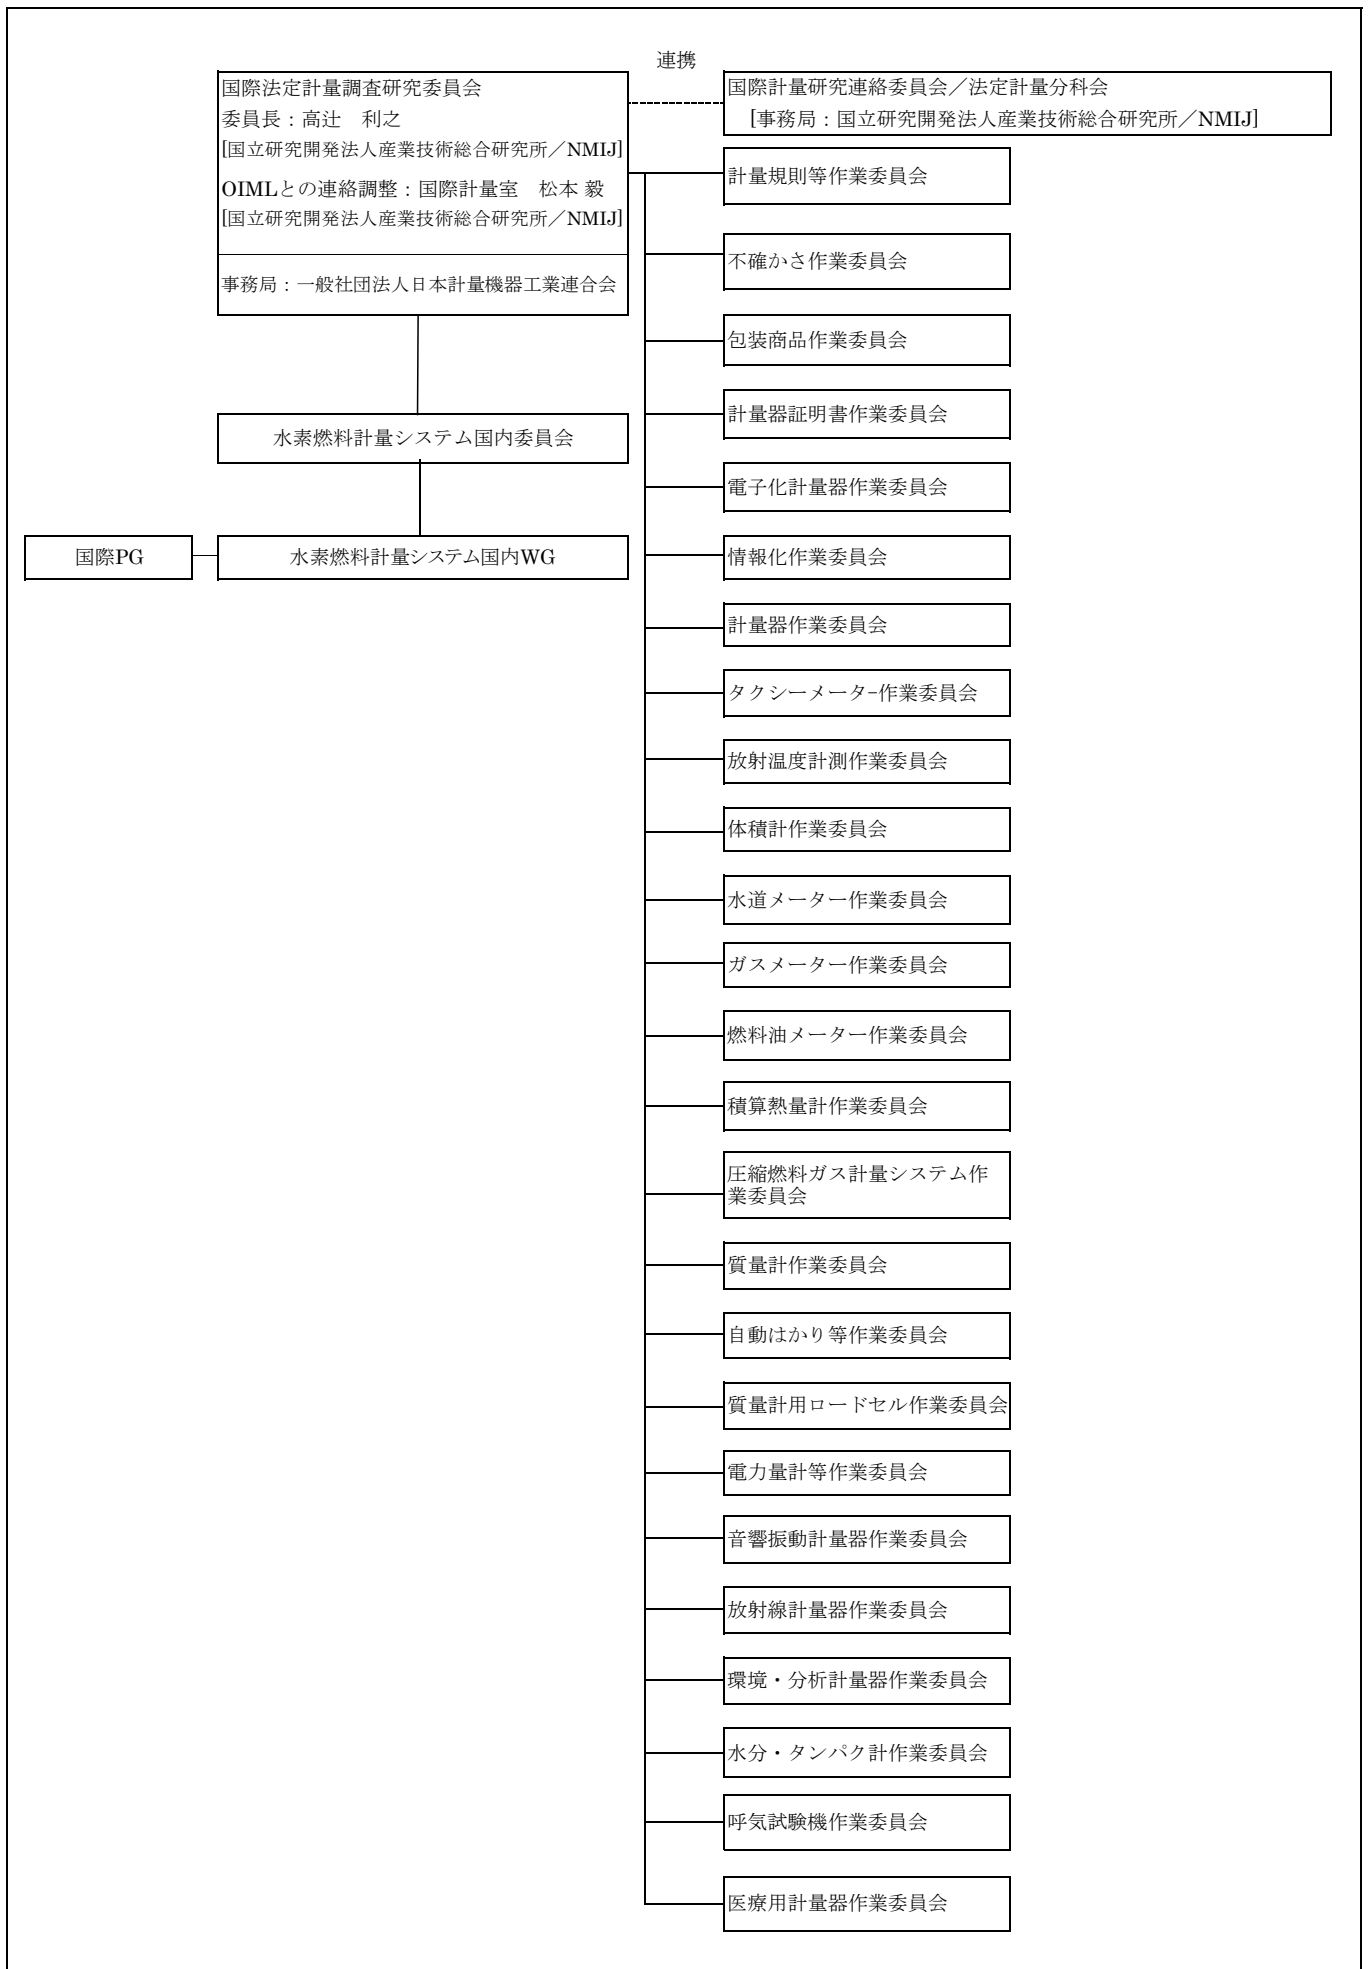 連携
国際法定計量調査研究委員会
委員長：高辻　利之
[国立研究開発法人産業技術総合研究所／NMIJ]
OIMLとの連絡調整：国際計量室　松本 毅
[国立研究開発法人産業技術総合研究所／NMIJ]
事務局：一般社団法人日本計量機器工業連合会
国際計量研究連絡委員会／法定計量分科会
[事務局：国立研究開発法人産業技術総合研究所／NMIJ]
水素燃料計量システム国内委員会
国際PG
水素燃料計量システム国内WG
計量規則等作業委員会
不確かさ作業委員会
包装商品作業委員会
計量器証明書作業委員会
電子化計量器作業委員会
情報化作業委員会
計量器作業委員会
タクシーメータｰ作業委員会
放射温度計測作業委員会
体積計作業委員会
水道メーター作業委員会
ガスメーター作業委員会
燃料油メーター作業委員会
積算熱量計作業委員会
圧縮燃料ガス計量システム作
業委員会
質量計作業委員会
自動はかり等作業委員会
質量計用ロードセル作業委員会
電力量計等作業委員会
音響振動計量器作業委員会
放射線計量器作業委員会
環境・分析計量器作業委員会
水分・タンパク計作業委員会
呼気試験機作業委員会
医療用計量器作業委員会